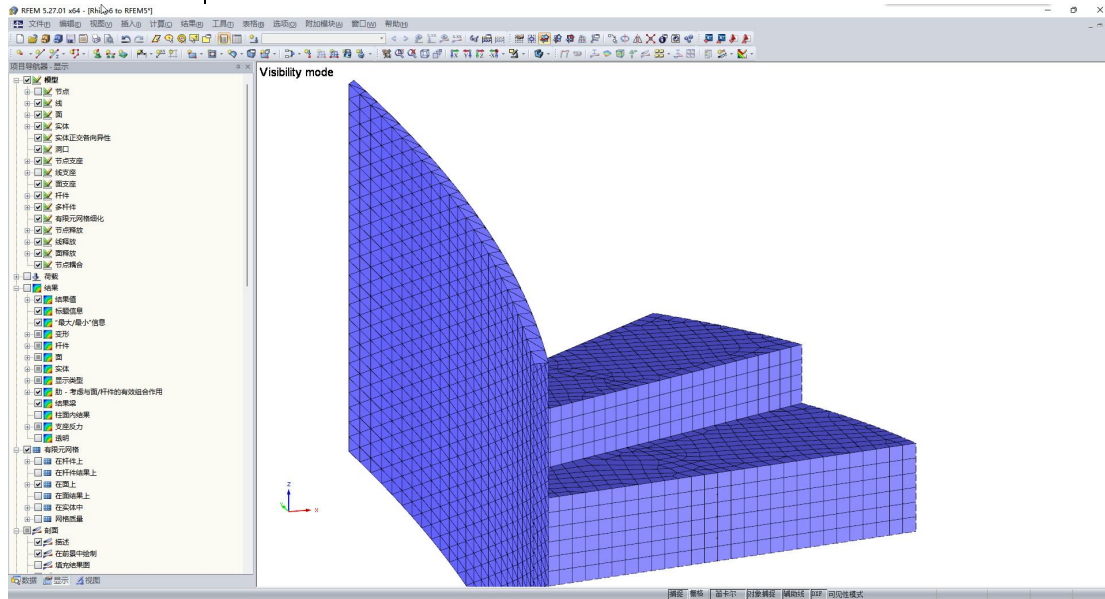 RFEM 5.27.01 x64 - [Rhino6 to RFEM5*]
文件(F) 编辑(E) 视图(V) 插入(I) 计算(C) 结果(R) 工具(T) 表格(B) 选项(O) 附加模块(A) 窗口(W) 帮助(H)
项目导航器 - 显示
Visibility mode
模型
节点
线
面
实体
实体正交各向异性
洞口
节点支座
线支座
面支座
杆件
多杆件
有限元网格细化
节点释放
线释放
面释放
节点耦合
荷载
结果
结果值
标题信息
"最大/最小"信息
变形
杆件
面
实体
显示类型
肋 - 考虑与面/杆件的有效组合作用
结果梁
柱面内结果
支座反力
透明
有限元网格
在杆件上
在杆件结果上
在面上
在面结果上
在实体中
网格质量
剖面
描述
在前景中绘制
填充结果图
Z
Y
X
数据 显示 视图
捕捉 栅格 笛卡尔 对象捕捉 辅助线 DXF 可见性模式